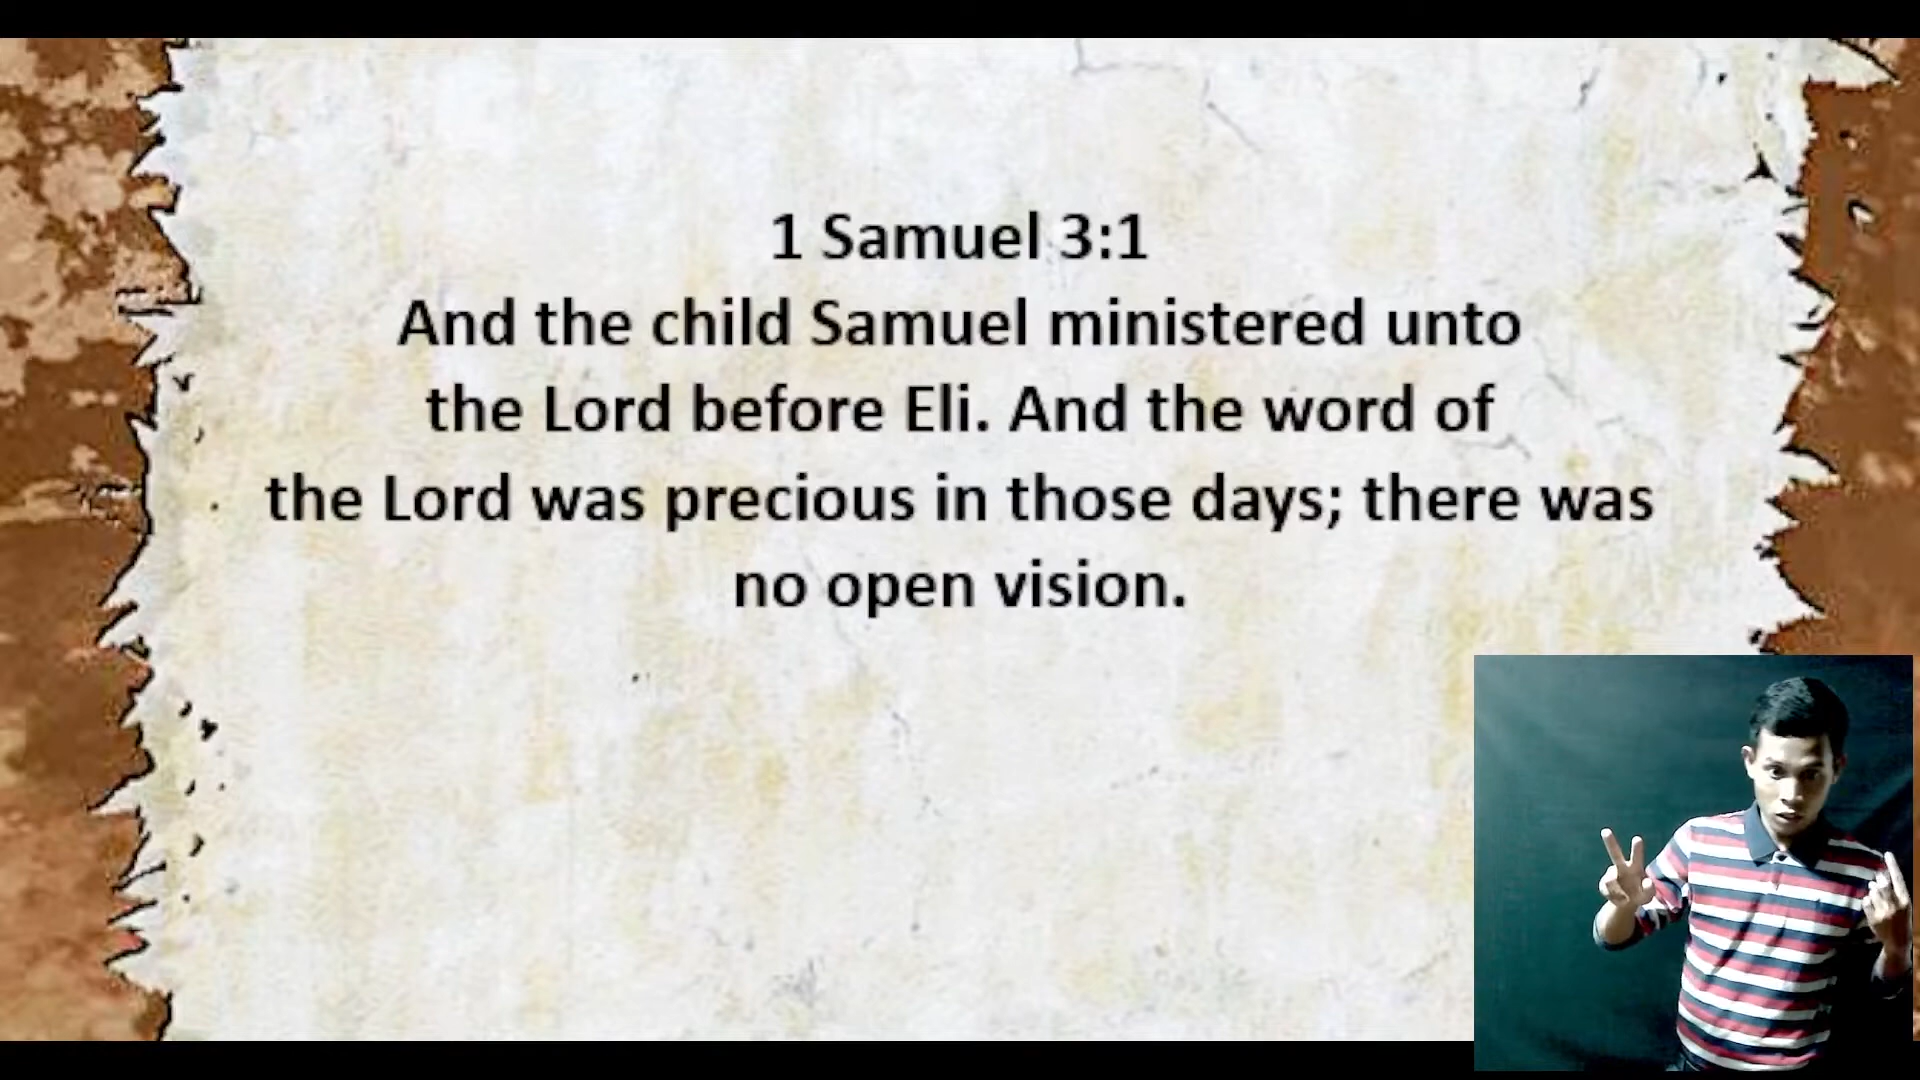 1 Samuel 3:1
And the child Samuel ministered unto
the Lord before Eli. And the word of
the Lord was precious in those days; there was
no open vision.